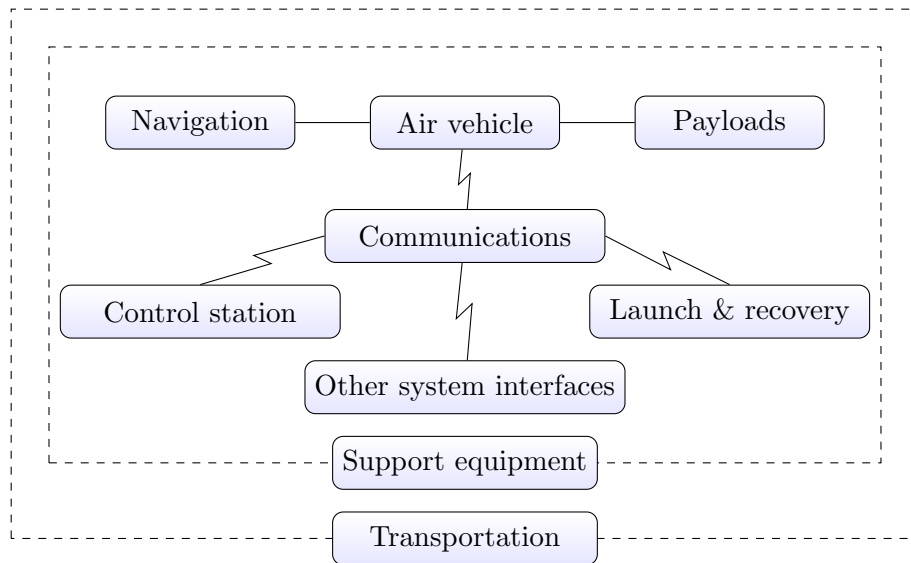 Navigation
Air vehicle
Payloads
Communications
Control station
Launch & recovery
Other system interfaces
Support equipment
Transportation